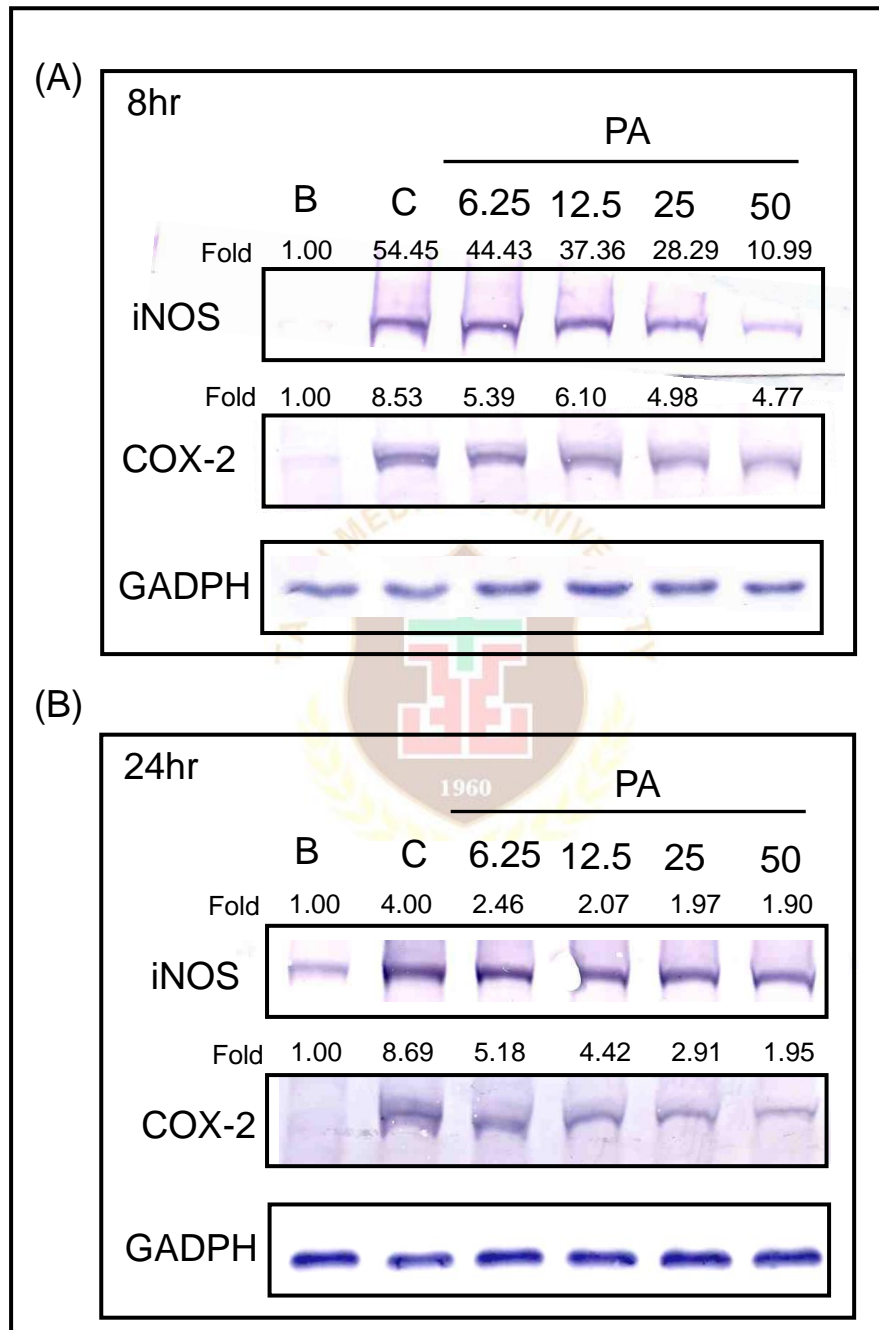 (A)
8hr
PA
B C 6.25 12.5 25 50
Fold 1.00 54.45 44.43 37.36 28.29 10.99
iNOS
Fold 1.00 8.53 5.39 6.10 4.98 4.77
COX-2
GADPH
(B)
1960
24hr
PA
B C 6.25 12.5 25 50
Fold 1.00 4.00 2.46 2.07 1.97 1.90
iNOS
Fold 1.00 8.69 5.18 4.42 2.91 1.95
COX-2
GADPH